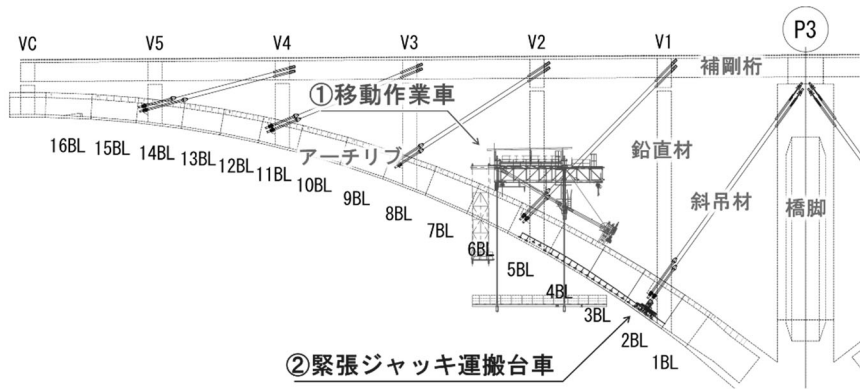 VC
V5
V4
V3
V2
V1
P3
補剛桁
①移動作業車
アーチリブ
鉛直材
斜吊材
橋脚
16BL
15BL
14BL
13BL
12BL
11BL
10BL
9BL
8BL
7BL
6BL
5BL
4BL
3BL
2BL
1BL
②緊張ジャッキ運搬台車